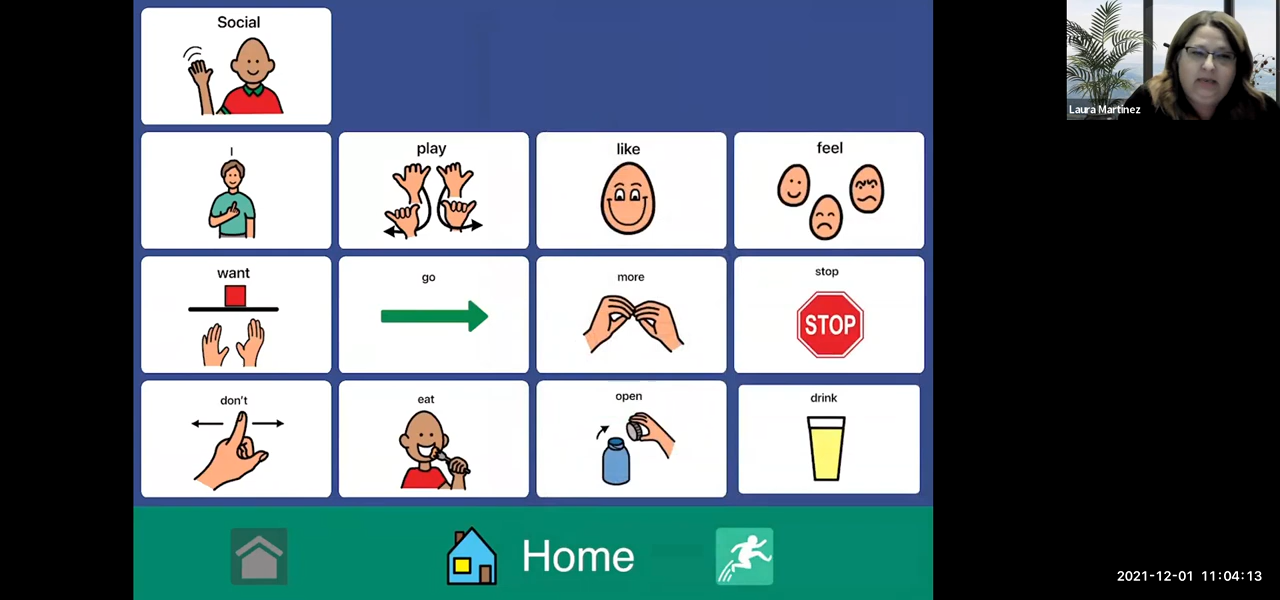 Social
I
play
like
feel
want
go
more
stop
STOP
don't
eat
open
drink
Home
Laura Martinez
2021-12-01 11:04:13